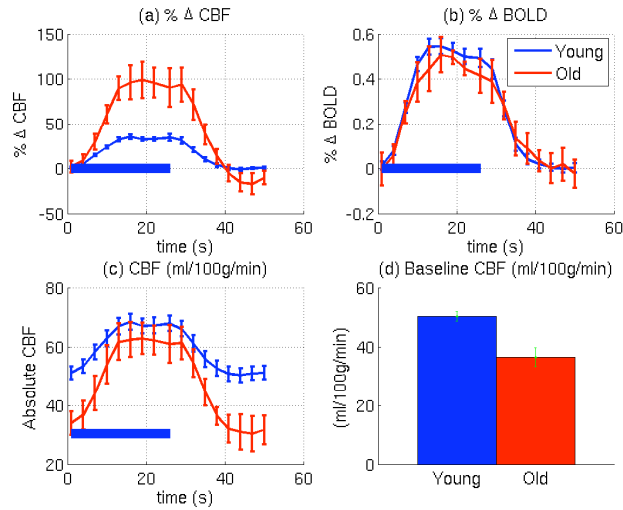 (a) % Δ CBF
(b) % Δ BOLD
% Δ CBF
150
100
50
0
-50
0 20 40 60
time (s)
% Δ BOLD
0.6
0.4
0.2
0
-0.2
0 20 40 60
time (s)
Young
Old
(c) CBF (ml/100g/min)
(d) Baseline CBF (ml/100g/min)
Absolute CBF
80
60
40
20
0 20 40 60
time (s)
(ml/100g/min)
60
40
20
0
Young Old